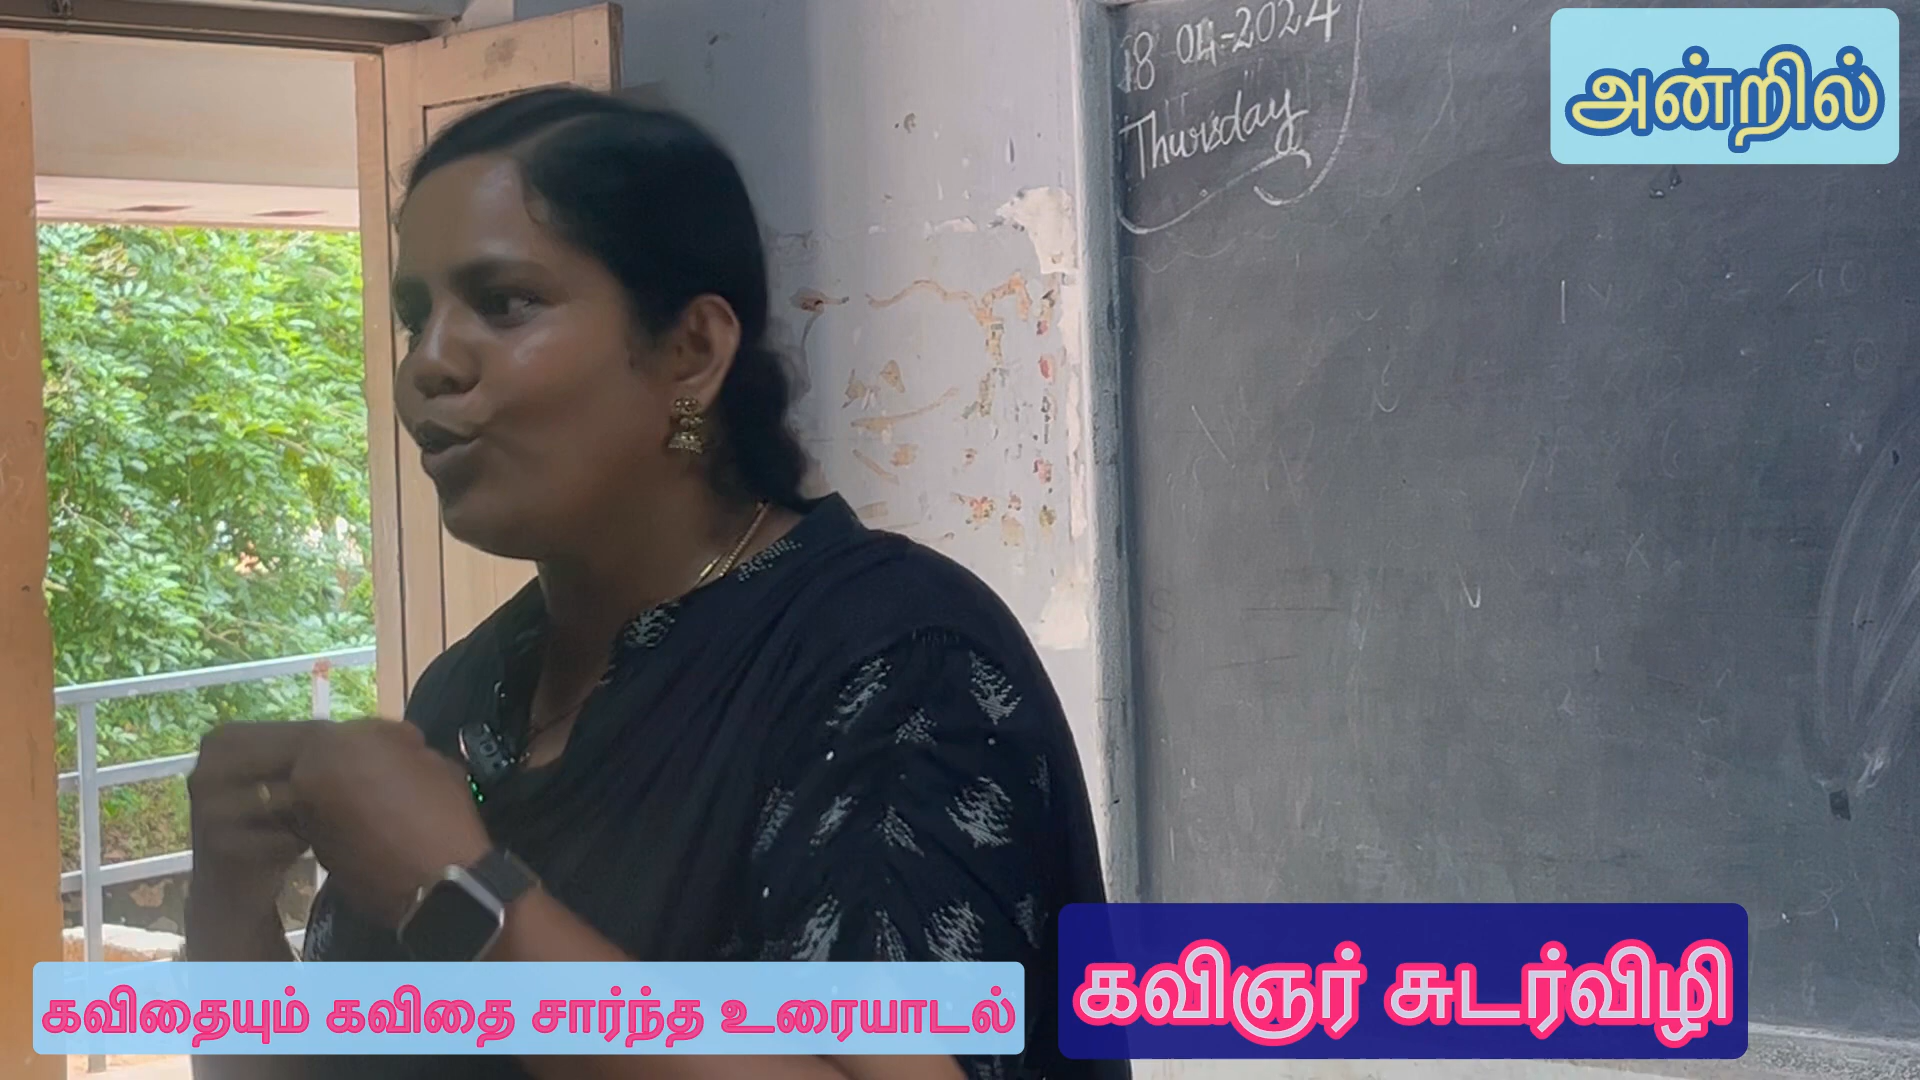 18-04-2024
Thursday
அன்றில்
கவிதையும் கவிதை சார்ந்த உரையாடல்
கவிஞர் சுடர்விழி